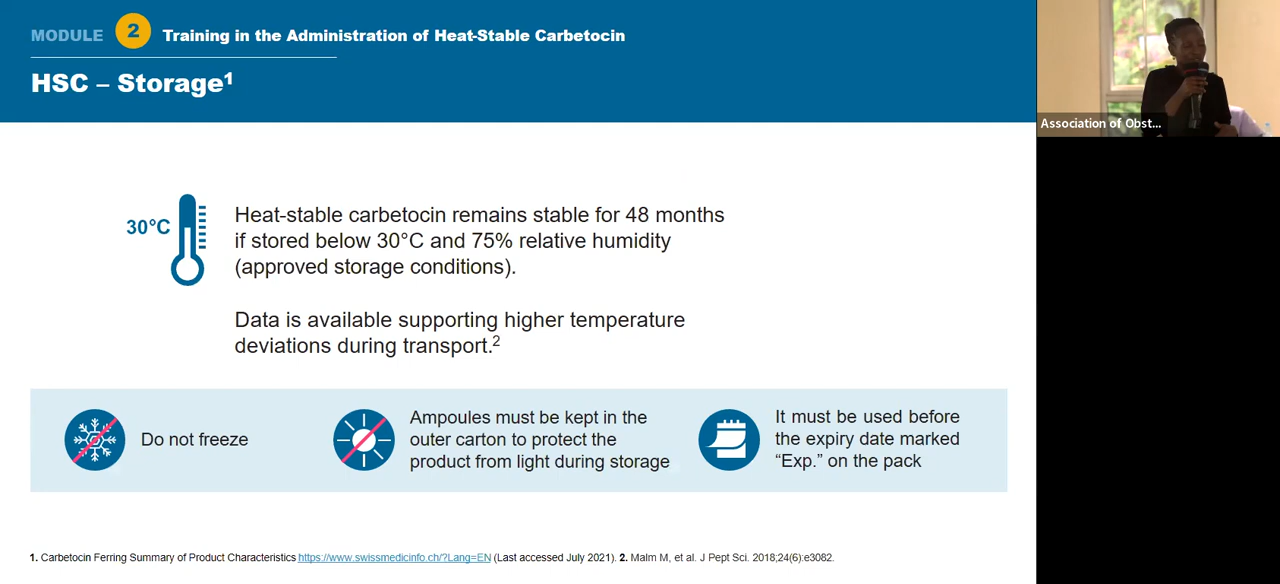 MODULE 2 Training in the Administration of Heat-Stable Carbetocin
HSC – Storage1
Association of Obst...
30°C
Heat-stable carbetocin remains stable for 48 months
if stored below 30°C and 75% relative humidity
(approved storage conditions).
Data is available supporting higher temperature
deviations during transport.2
Do not freeze
Ampoules must be kept in the
outer carton to protect the
product from light during storage
It must be used before
the expiry date marked
“Exp.” on the pack
1. Carbetocin Ferring Summary of Product Characteristics https://www.swissmedicinfo.ch/?Lang=EN (Last accessed July 2021). 2. Malm M, et al. J Pept Sci. 2018;24(6):e3082.